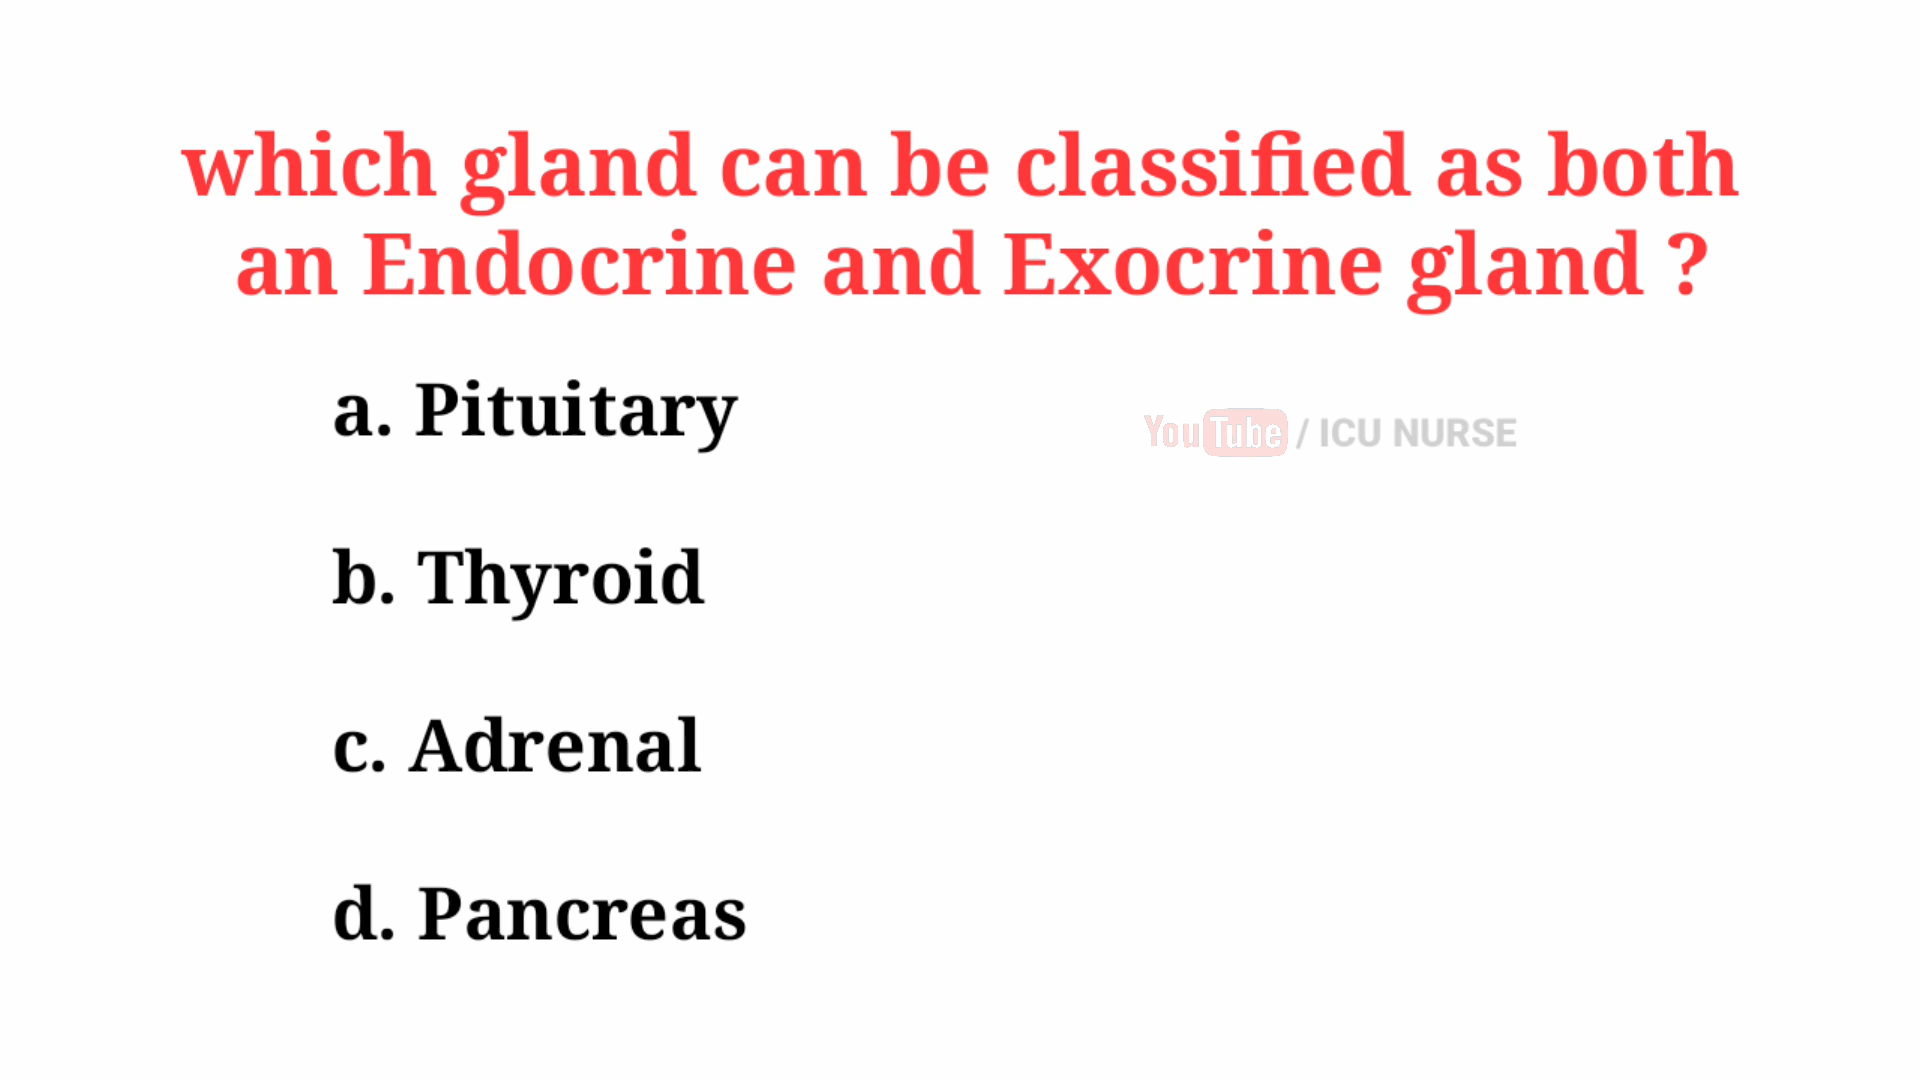 which gland can be classified as both
an Endocrine and Exocrine gland ?
a. Pituitary
YouTube / ICU NURSE
b. Thyroid
c. Adrenal
d. Pancreas